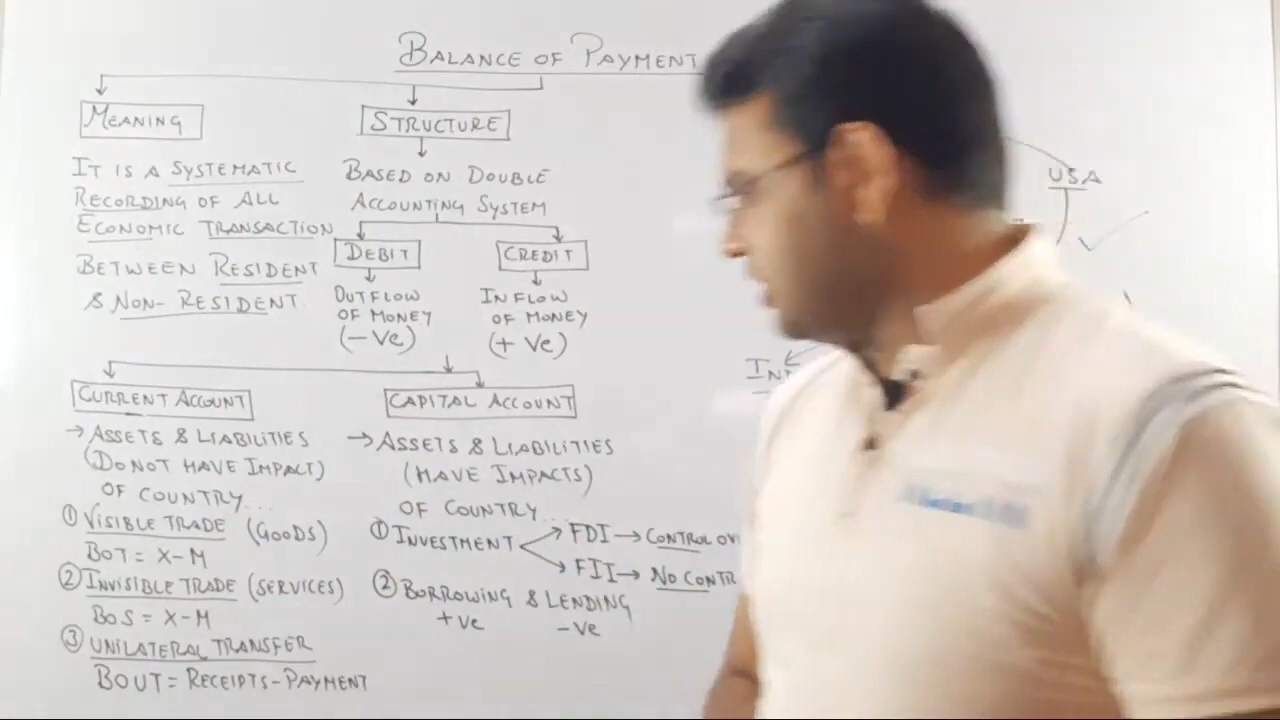 BALANCE OF PAYMENT
MEANING
IT IS A SYSTEMATIC
RECORDING OF ALL
ECONOMIC TRANSACTION
BETWEEN RESIDENT
& NON-RESIDENT
STRUCTURE
BASED ON DOUBLE
ACCOUNTING SYSTEM
DEBIT
OUTFLOW
OF MONEY
(-Ve)
CREDIT
INFLOW
OF MONEY
(+ Ve)
CURRENT ACCOUNT
→ ASSETS & LIABILITIES
(DO NOT HAVE IMPACT)
OF COUNTRY...
① VISIBLE TRADE (GOODS)
BOT = X-M
② INVISIBLE TRADE (SERVICES)
BOS = X-M
③ UNILATERAL TRANSFER
BOUT = RECEIPTS-PAYMENT
CAPITAL ACCOUNT
→ ASSETS & LIABILITIES
(HAVE IMPACTS)
OF COUNTRY...
① INVESTMENT
FDI → CONTROL
FII → NO
② BORROWING & LENDING
+ve -ve
USA